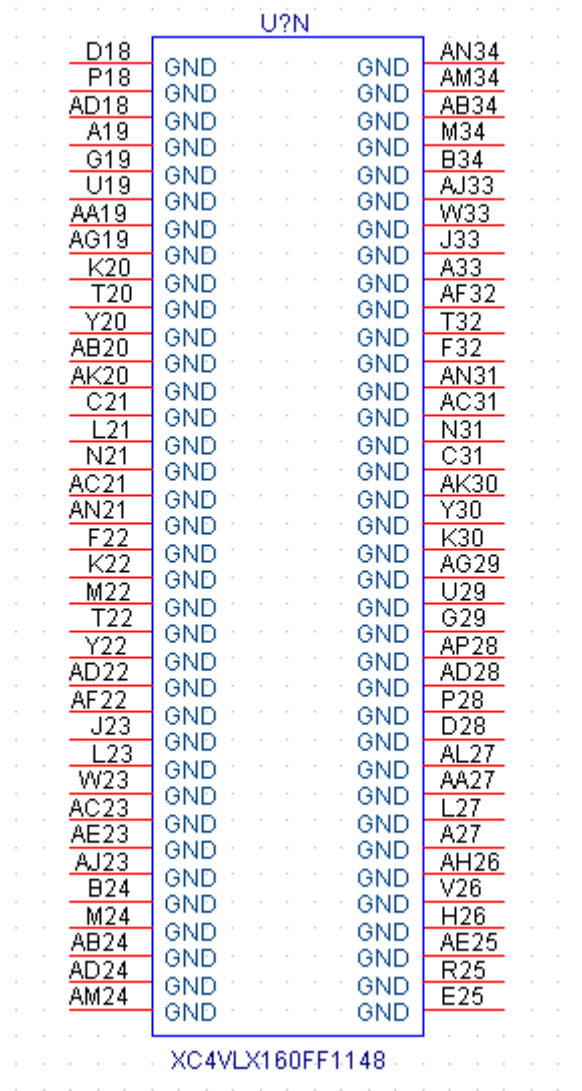 U?N
D18 GND GND AN34
P18 GND GND AM34
AD18 GND GND AB34
A19 GND GND M34
G19 GND GND B34
U19 GND GND AJ33
AA19 GND GND W33
AG19 GND GND J33
K20 GND GND A33
T20 GND GND AF32
Y20 GND GND T32
AB20 GND GND F32
AK20 GND GND AN31
C21 GND GND AC31
L21 GND GND N31
N21 GND GND C31
AC21 GND GND AK30
AN21 GND GND Y30
F22 GND GND K30
K22 GND GND AG29
M22 GND GND U29
T22 GND GND G29
Y22 GND GND AP28
AD22 GND GND AD28
AF22 GND GND P28
J23 GND GND D28
L23 GND GND AL27
W23 GND GND AA27
AC23 GND GND L27
AE23 GND GND A27
AJ23 GND GND AH26
B24 GND GND V26
M24 GND GND H26
AB24 GND GND AE25
AD24 GND GND R25
AM24 GND GND E25
XC4VLX160FF1148